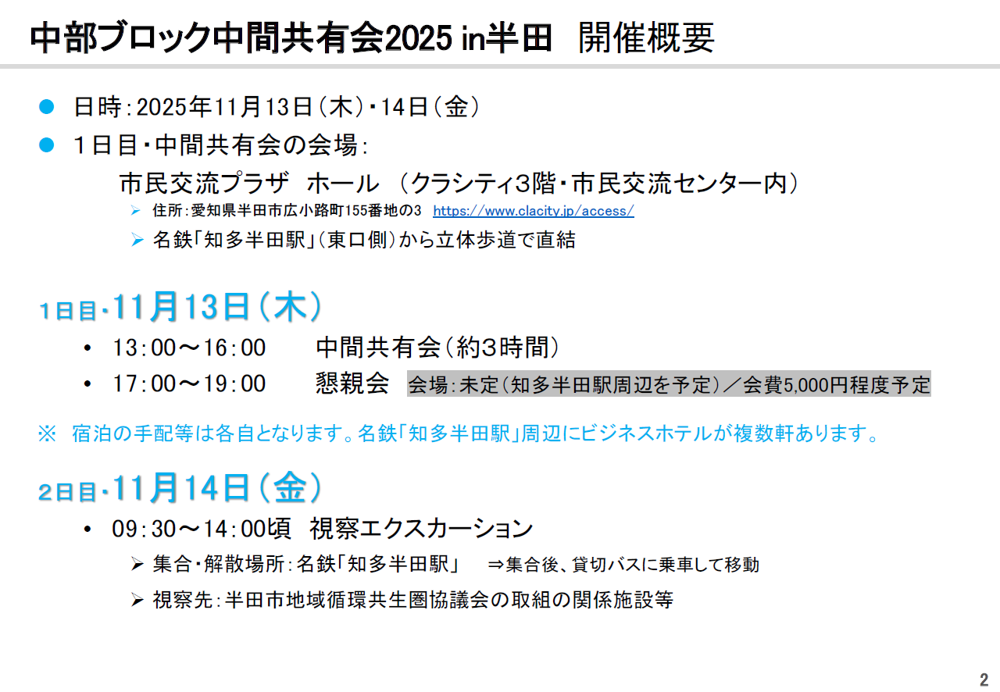 中部ブロック中間共有会2025 in半田　開催概要
● 日時：2025年11月13日（木）・14日（金）
● １日目・中間共有会の会場：
市民交流プラザ　ホール　（クラシティ３階・市民交流センター内）
➢ 住所：愛知県半田市広小路町155番地の3　https://www.clacity.jp/access/
➢ 名鉄「知多半田駅」（東口側）から立体歩道で直結
１日目・11月13日（木）
• 13：00～16：00　　中間共有会（約３時間）
• 17：00～19：00　　懇親会　会場：未定（知多半田駅周辺を予定）／会費5,000円程度予定
※　宿泊の手配等は各自となります。名鉄「知多半田駅」周辺にビジネスホテルが複数軒あります。
２日目・11月14日（金）
• 09：30～14：00頃　視察エクスカーション
➢ 集合・解散場所：名鉄「知多半田駅」　⇒集合後、貸切バスに乗車して移動
➢ 視察先：半田市地域循環共生圏協議会の取組の関係施設等
2